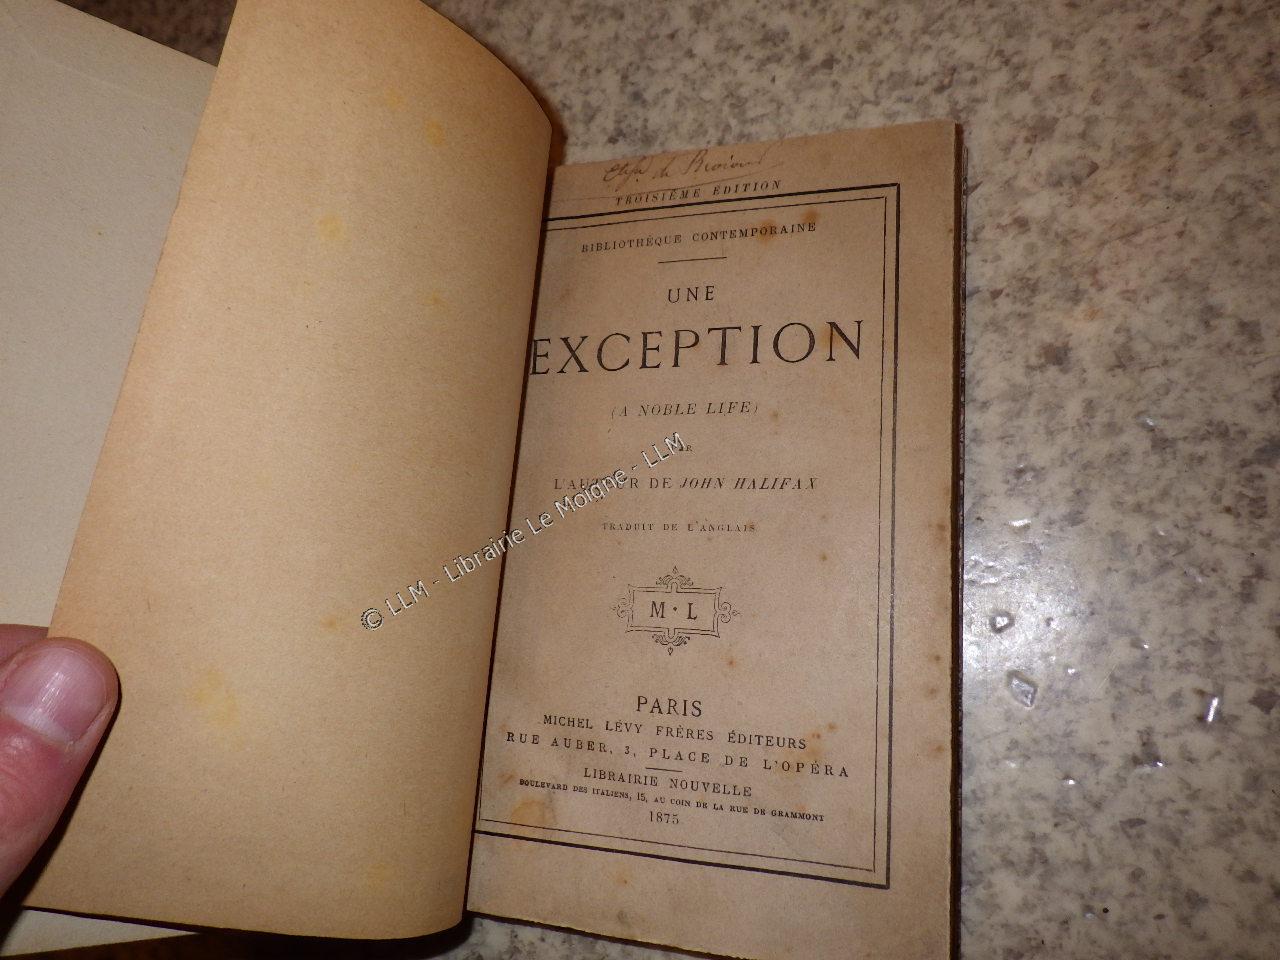 TROISIÈME ÉDITION
BIBLIOTHÈQUE CONTEMPORAINE
UNE
EXCEPTION
(A NOBLE LIFE)
PAR
L'AUTEUR DE JOHN HALIFAX
TRADUIT DE L'ANGLAIS
M · L
PARIS
MICHEL LÉVY FRÈRES ÉDITEURS
RUE AUBER, 3, PLACE DE L'OPÉRA
LIBRAIRIE NOUVELLE
BOULEVARD DES ITALIENS, 15, AU COIN DE LA RUE DE GRAMMONT
1875
© LLM - Librairie Le Moigne - LLM